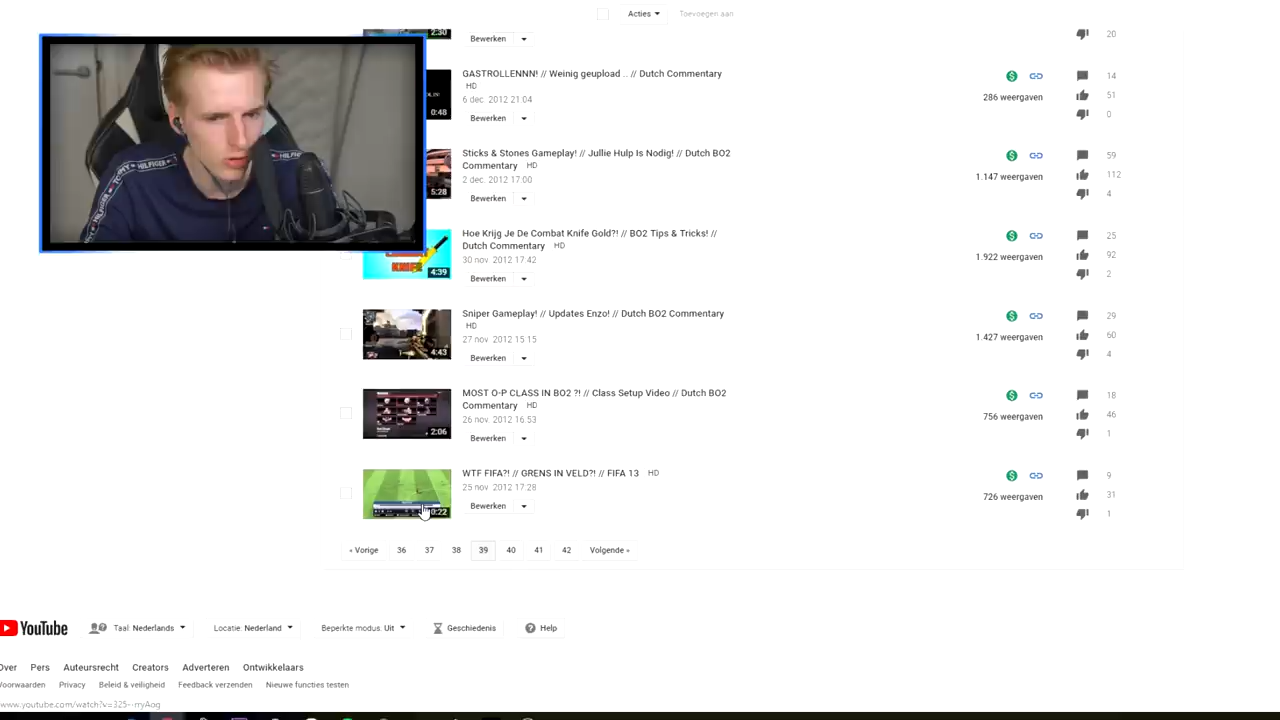 Acties Toevoegen aan
2:30 Bewerken 20
GASTROLLENNN! // Weinig geupload .. // Dutch Commentary
HD
6 dec. 2012 21:04
0:48 Bewerken
286 weergaven
14
51
0
Sticks & Stones Gameplay! // Jullie Hulp Is Nodig! // Dutch BO2
Commentary HD
2 dec. 2012 17:00
5:28 Bewerken
1.147 weergaven
59
112
4
Hoe Krijg Je De Combat Knife Gold?! // BO2 Tips & Tricks! //
Dutch Commentary HD
30 nov. 2012 17:42
4:39 Bewerken
1.922 weergaven
25
92
2
Sniper Gameplay! // Updates Enzo! // Dutch BO2 Commentary
HD
27 nov. 2012 15:15
4:43 Bewerken
1.427 weergaven
29
60
4
MOST O-P CLASS IN BO2 ?! // Class Setup Video // Dutch BO2
Commentary HD
26 nov. 2012 16:53
2:06 Bewerken
756 weergaven
18
46
1
WTF FIFA?! // GRENS IN VELD?! // FIFA 13 HD
25 nov. 2012 17:28
0:22 Bewerken
726 weergaven
9
31
1
« Vorige 36 37 38 39 40 41 42 Volgende »
YouTube Taal: Nederlands Locatie: Nederland Beperkte modus: Uit Geschiedenis Help
Over Pers Auteursrecht Creators Adverteren Ontwikkelaars
Voorwaarden Privacy Beleid & veiligheid Feedback verzenden Nieuwe functies testen